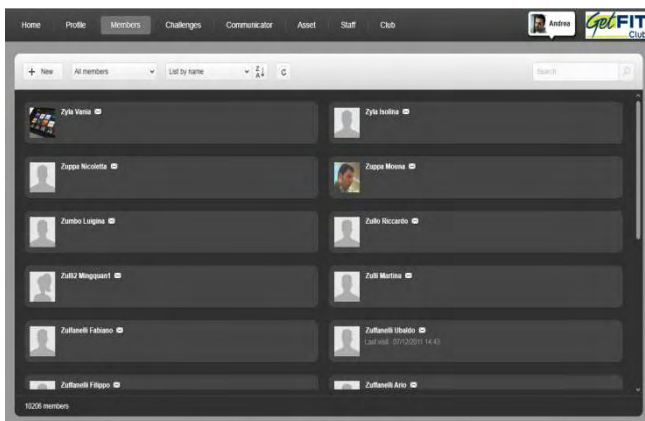 Home Profile Members Challenges Communicator Asset Staff Club Andrea GetFIT Club
+ New All members List by name Z A Search
Zyla Vania Zyla Isolina
Zuppa Nicoletta Zuppa Moena
Zumbo Luigina Zullo Riccardo
Zulli2 Mingquan1 Zulli Martina
Zuffanelli Fabiano Zuffanelli Ubaldo
Last visit : 07/12/2011 14:43
Zuffanelli Filippo Zuffanelli Ario
10206 members